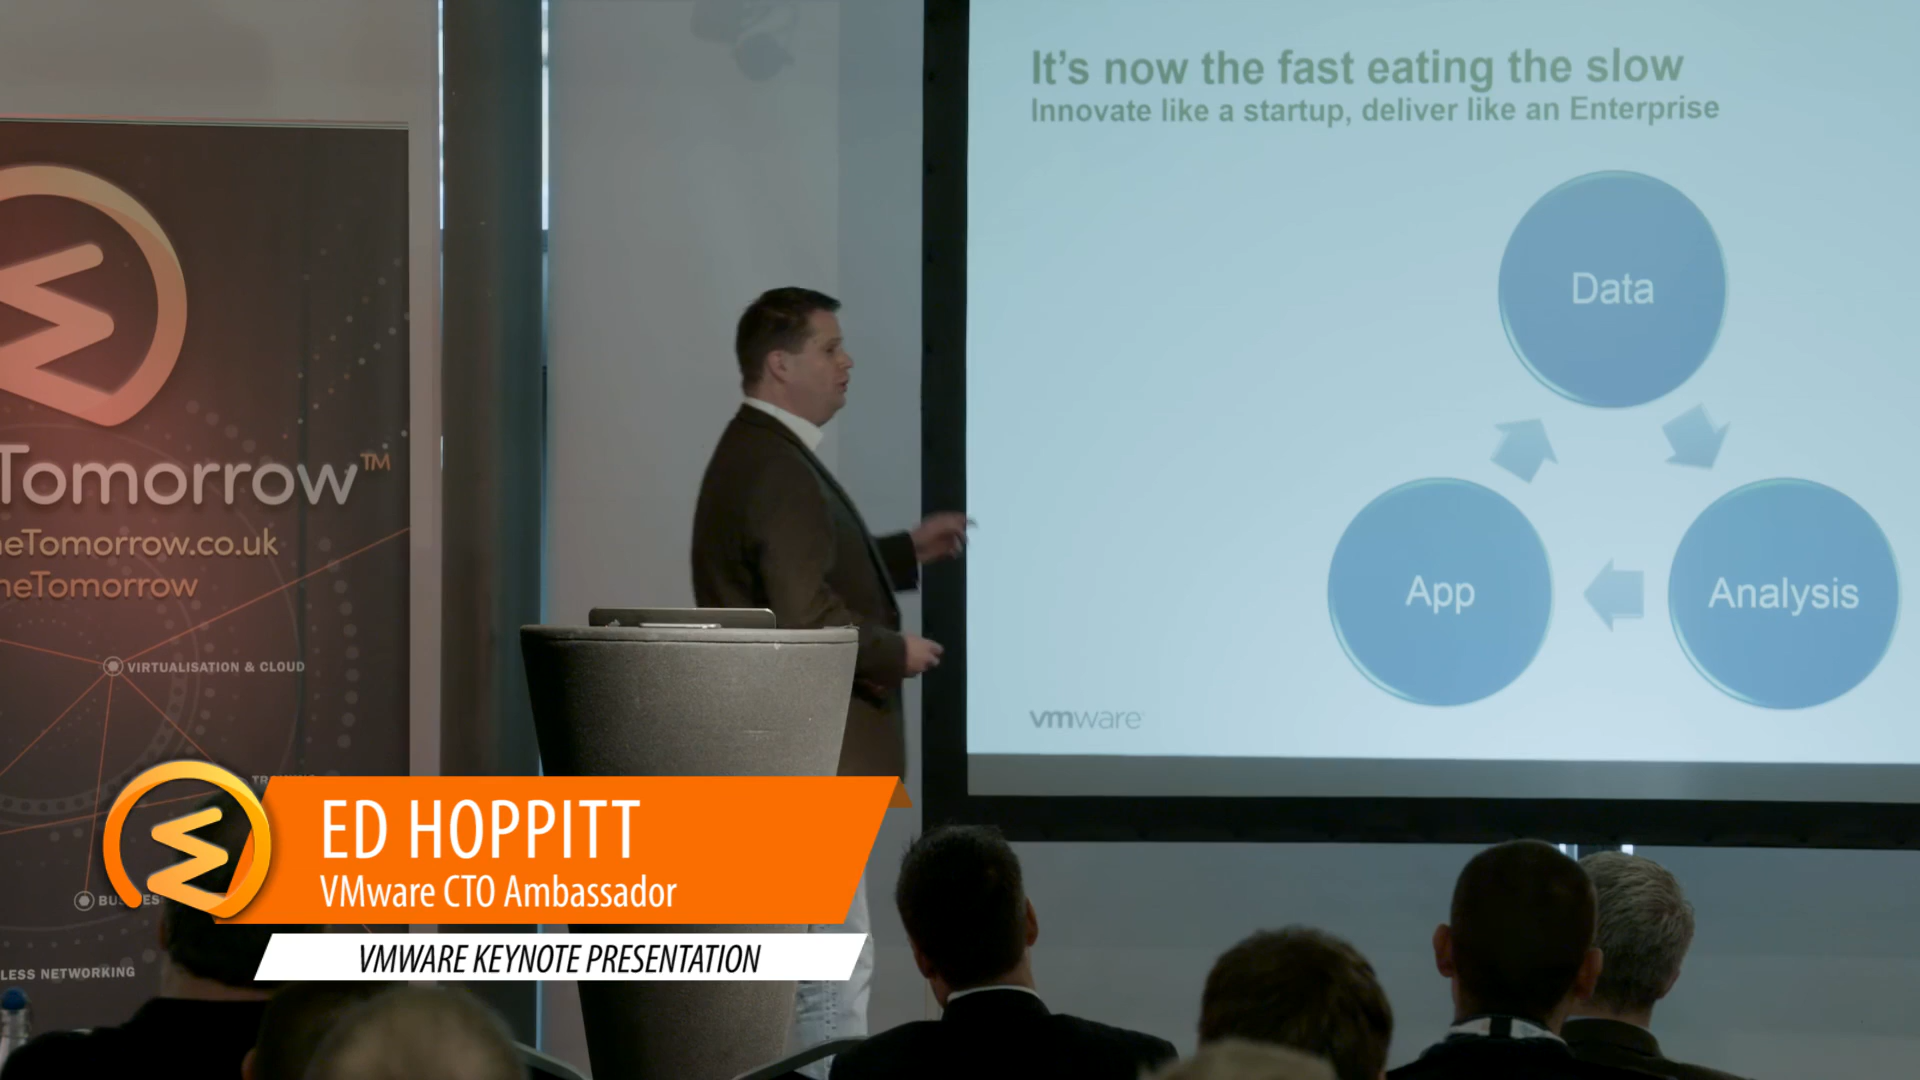 It's now the fast eating the slow
Innovate like a startup, deliver like an Enterprise
Data
App
Analysis
vmware
Tomorrow™
eTomorrow.co.uk
neTomorrow
VIRTUALISATION & CLOUD
LESS NETWORKING
ED HOPPITT
VMware CTO Ambassador
VMWARE KEYNOTE PRESENTATION